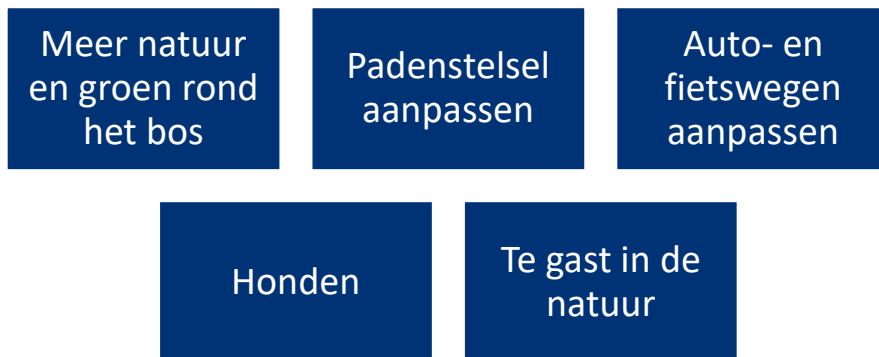 Meer natuur
en groen rond
het bos
Padenstelsel
aanpassen
Auto- en
fietswegen
aanpassen
Honden
Te gast in de
natuur